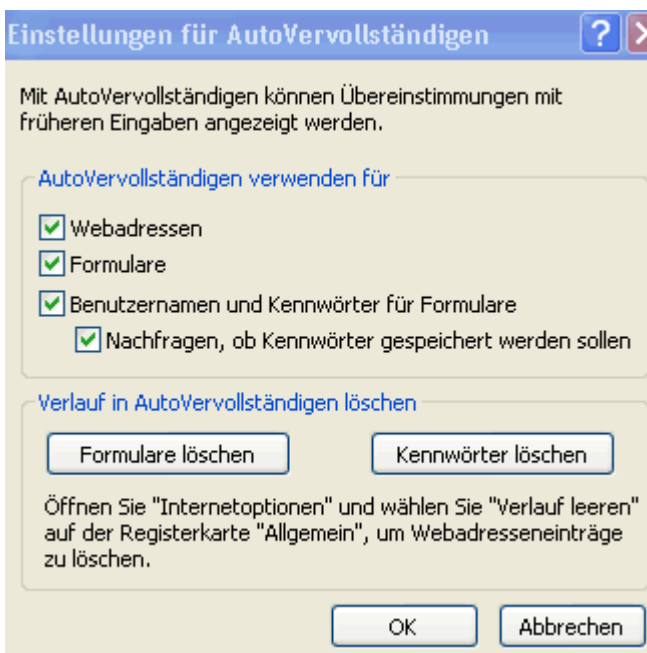 Einstellungen für AutoVervollständigen
Mit AutoVervollständigen können Übereinstimmungen mit
früheren Eingaben angezeigt werden.
AutoVervollständigen verwenden für
Webadressen
Formulare
Benutzernamen und Kennwörter für Formulare
Nachfragen, ob Kennwörter gespeichert werden sollen
Verlauf in AutoVervollständigen löschen
Formulare löschen Kennwörter löschen
Öffnen Sie "Internetoptionen" und wählen Sie "Verlauf leeren"
auf der Registerkarte "Allgemein", um Webadresseneinträge
zu löschen.
OK Abbrechen